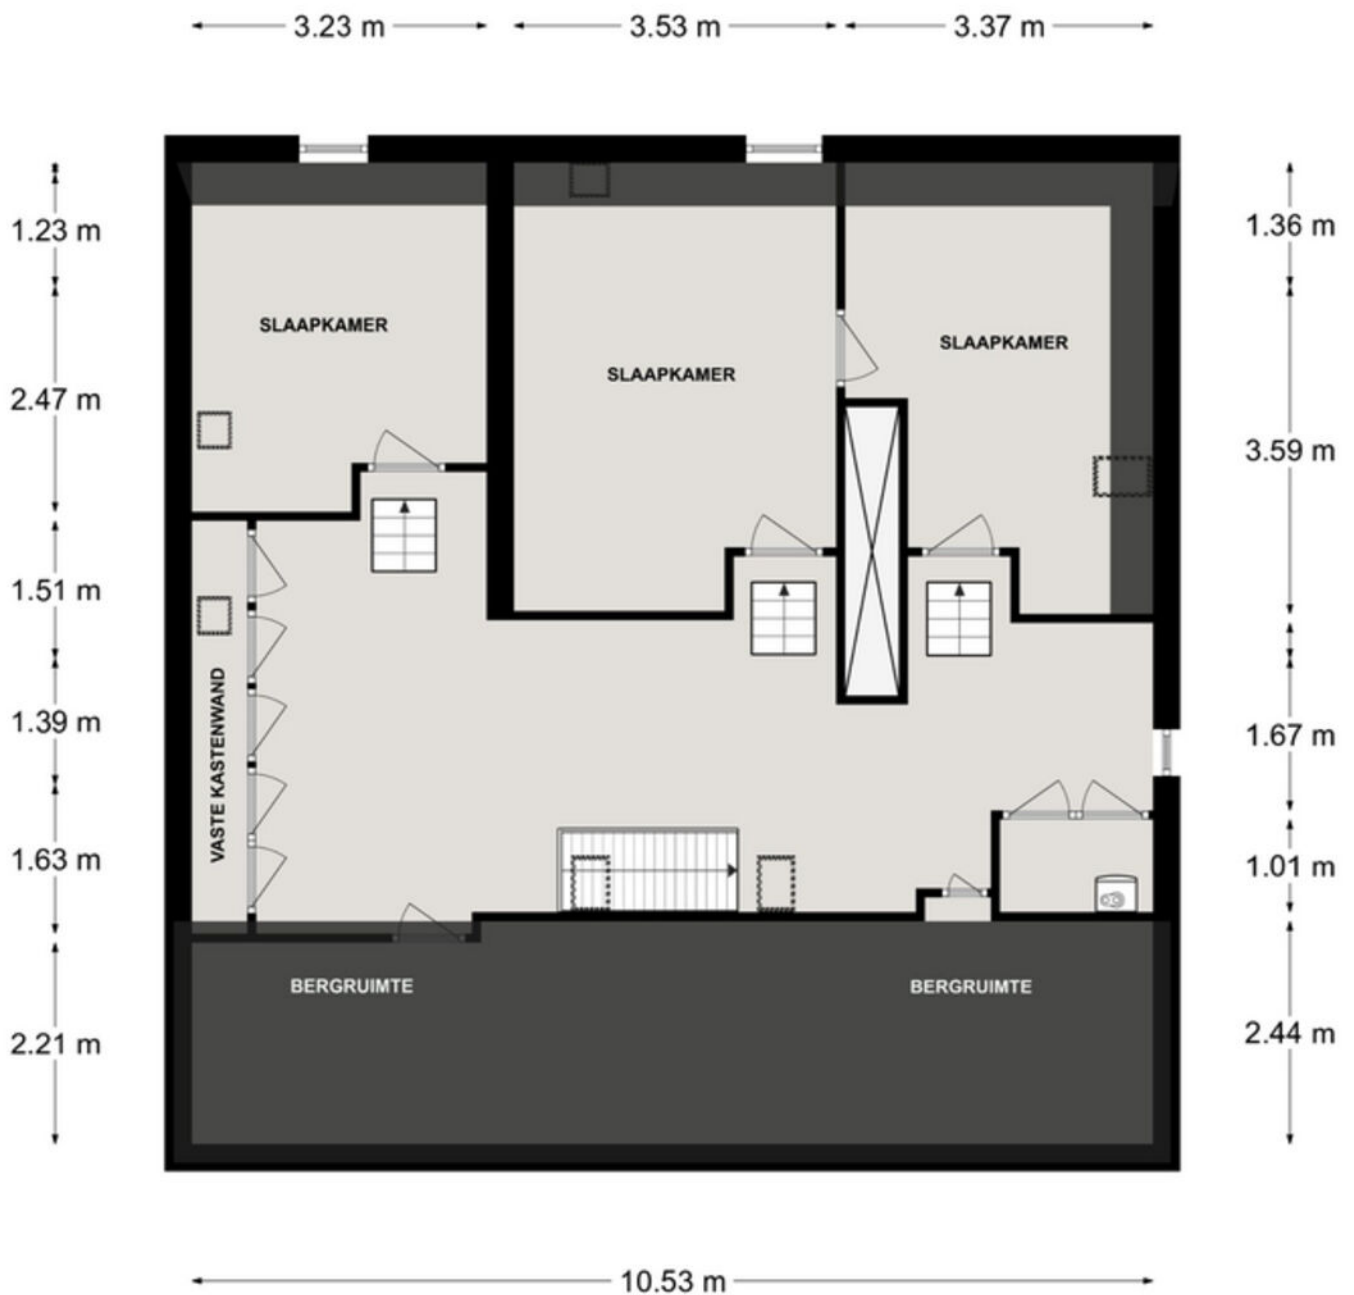 3.23 m
3.53 m
3.37 m
1.23 m
1.36 m
SLAAPKAMER
SLAAPKAMER
SLAAPKAMER
2.47 m
3.59 m
1.51 m
VASTE KASTENWAND
1.39 m
1.67 m
1.63 m
1.01 m
BERGRUIMTE
BERGRUIMTE
2.21 m
2.44 m
10.53 m